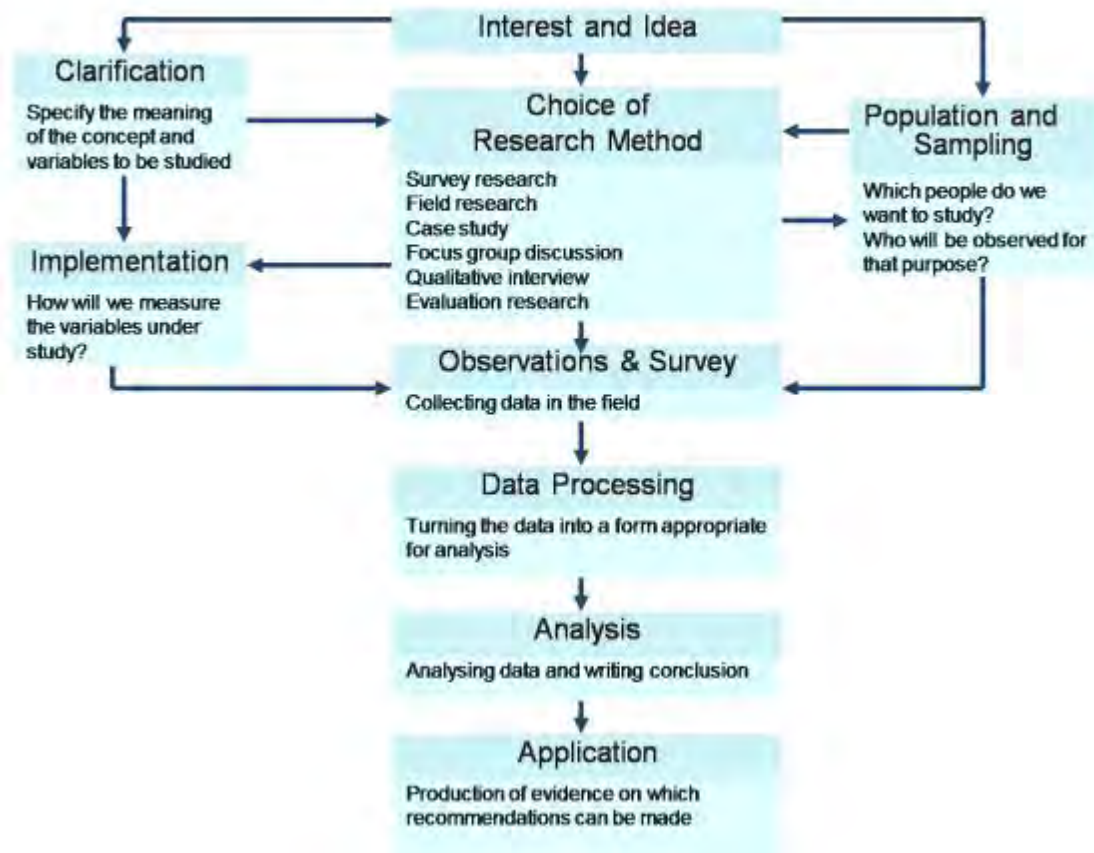 Interest and Idea
Clarification
Specify the meaning
of the concept and
variables to be studied
Choice of
Research Method
Survey research
Field research
Case study
Focus group discussion
Qualitative interview
Evaluation research
Population and
Sampling
Which people do we
want to study?
Who will be observed for
that purpose?
Implementation
How will we measure
the variables under
study?
Observations & Survey
Collecting data in the field
Data Processing
Turning the data into a form appropriate
for analysis
Analysis
Analysing data and writing conclusion
Application
Production of evidence on which
recommendations can be made